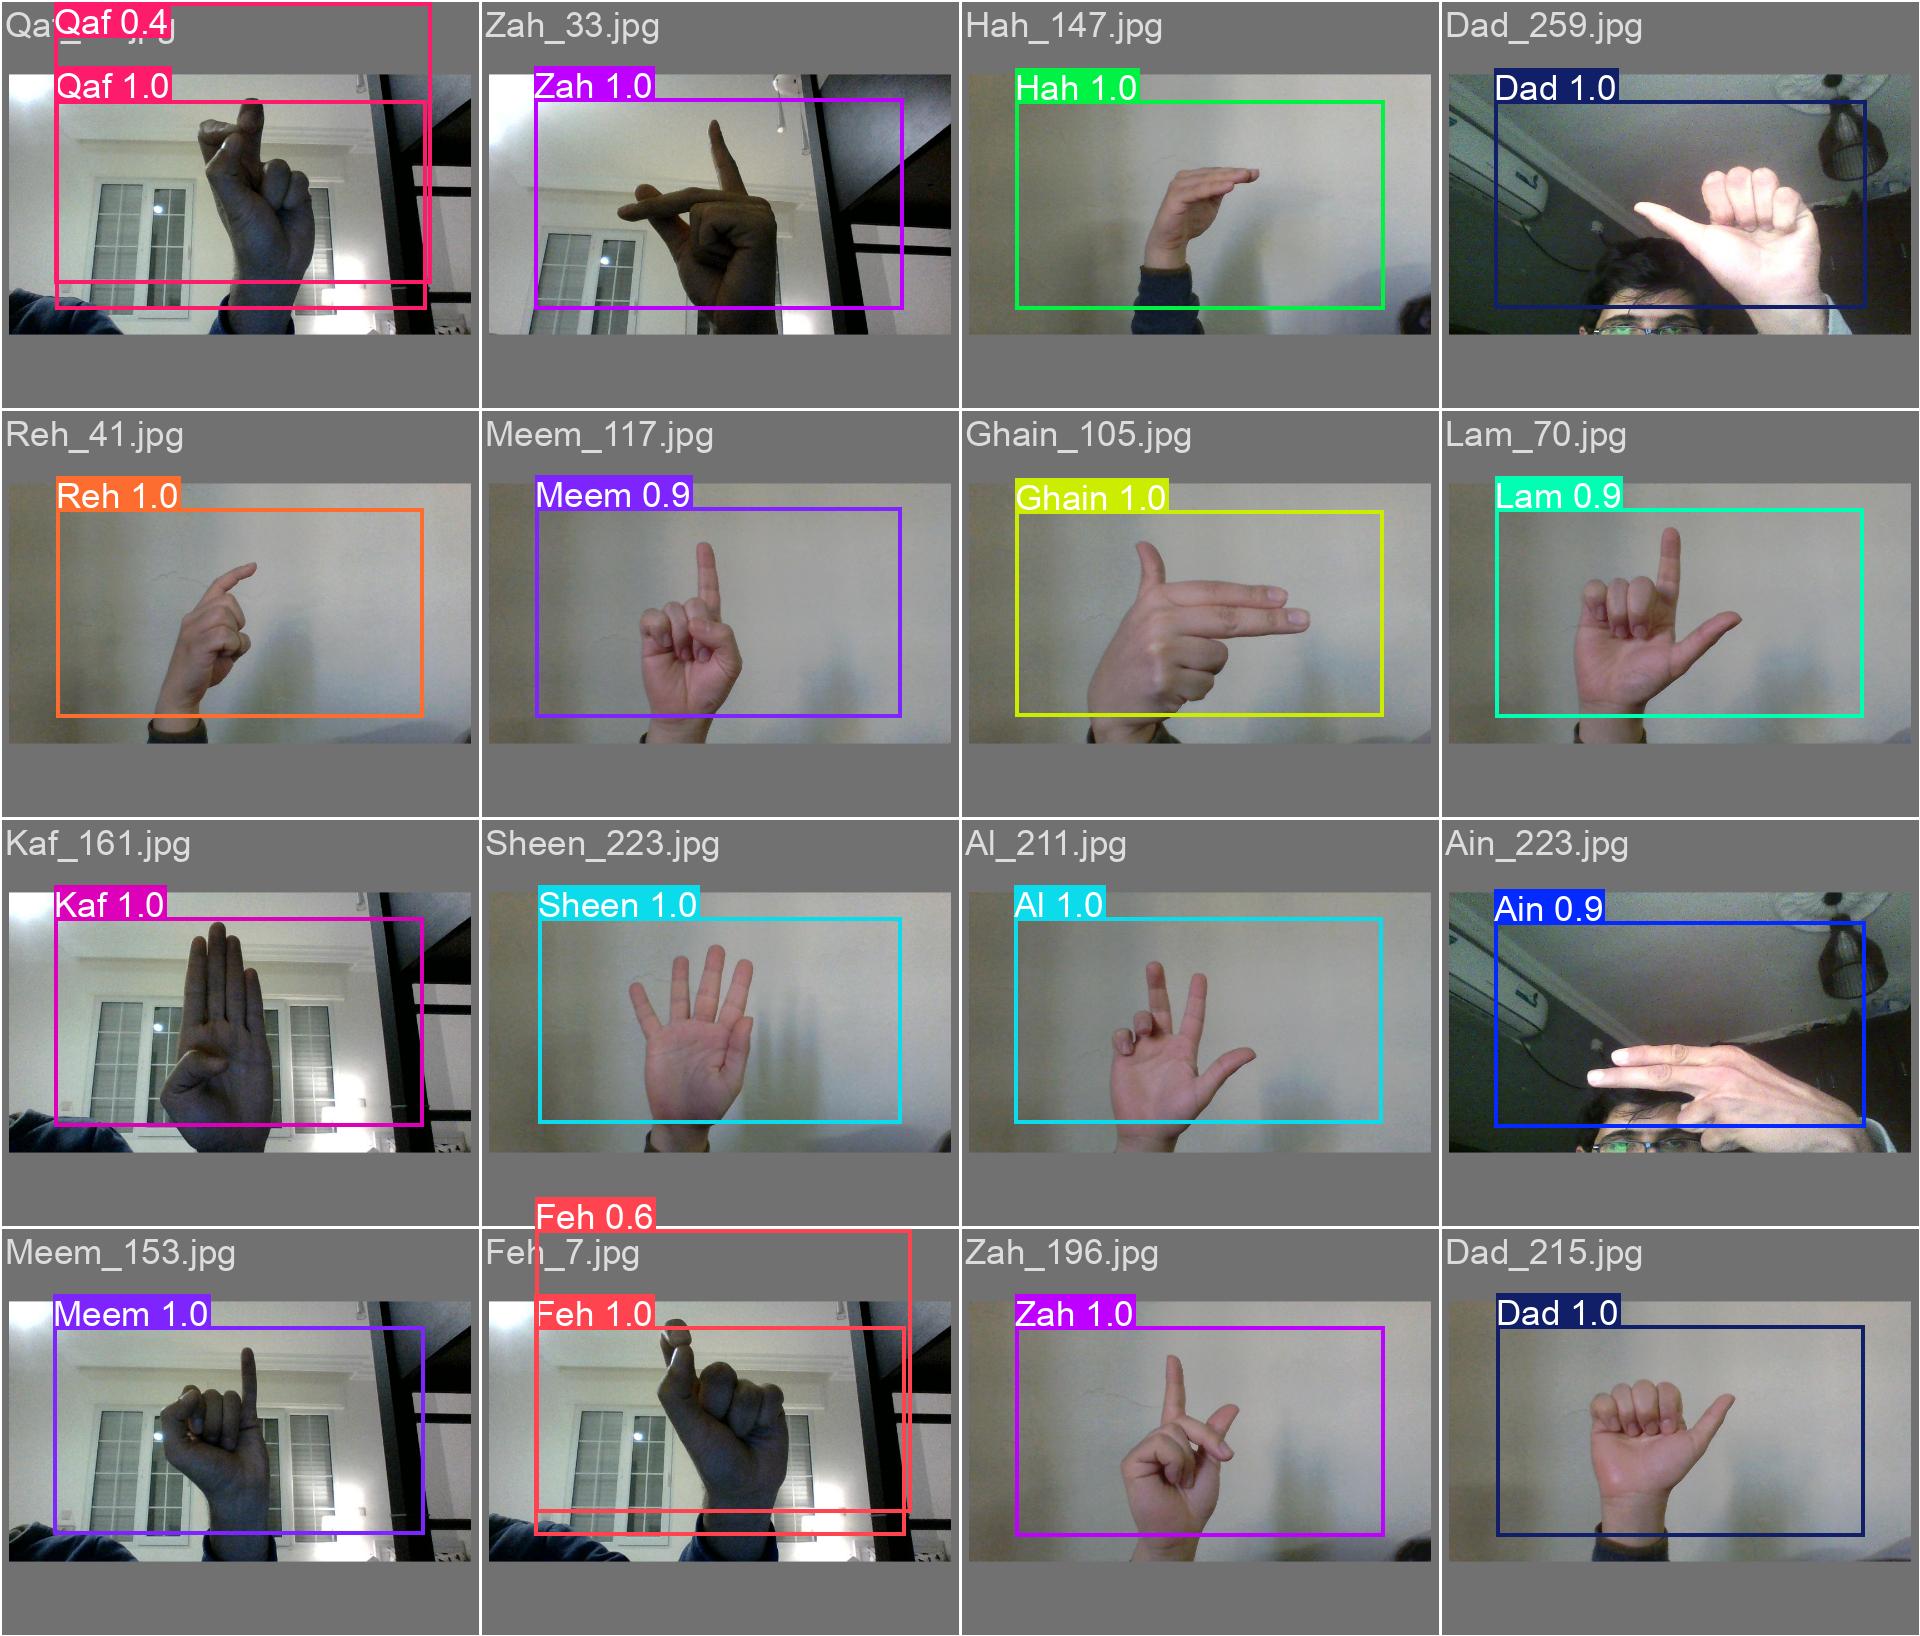 Qaf 0.4
Qaf 1.0
Zah_33.jpg
Zah 1.0
Hah_147.jpg
Hah 1.0
Dad_259.jpg
Dad 1.0
Reh_41.jpg
Reh 1.0
Meem_117.jpg
Meem 0.9
Ghain_105.jpg
Ghain 1.0
Lam_70.jpg
Lam 0.9
Kaf_161.jpg
Kaf 1.0
Sheen_223.jpg
Sheen 1.0
Al_211.jpg
Al 1.0
Ain_223.jpg
Ain 0.9
Meem_153.jpg
Meem 1.0
Feh 0.6
Feh_7.jpg
Feh 1.0
Zah_196.jpg
Zah 1.0
Dad_215.jpg
Dad 1.0